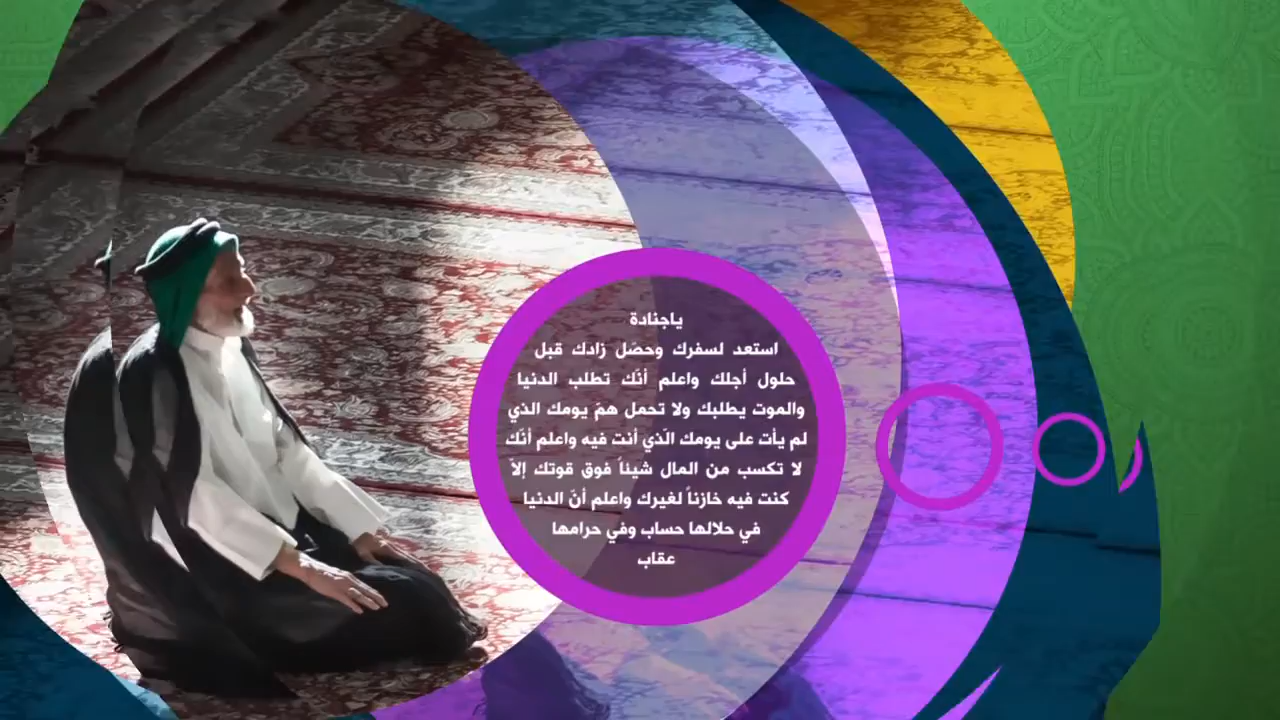 ياجنادة
استعد لسفرك وحصّل زادك قبل
حلول أجلك واعلم أنّك تطلب الدنيا
والموت يطلبك ولا تحمل همّ يومك الذي
لم يأت على يومك الّذي أنت فيه واعلم أنّك
لا تكسب من المال شيئاً فوق قوتك إلاّ
كنت فيه خازناً لغيرك واعلم أنّ الدنيا
في حلالها حساب وفي حرامها
عقاب